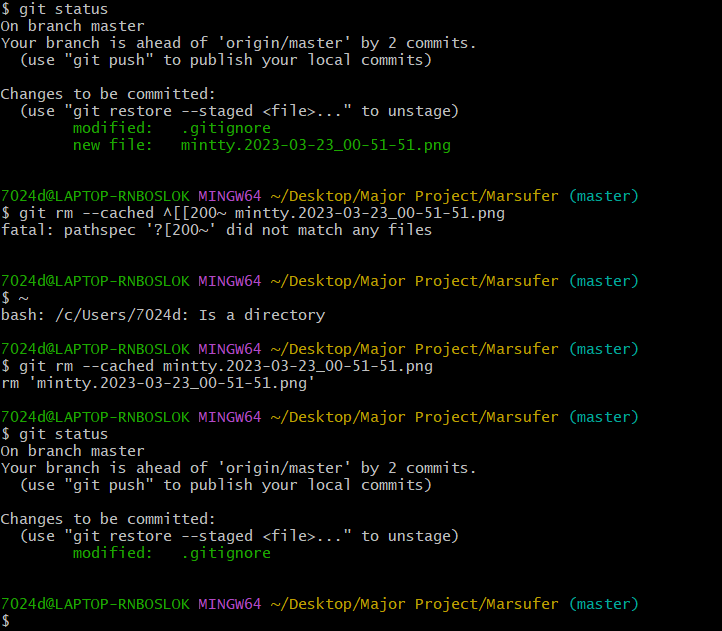 $ git status
On branch master
Your branch is ahead of 'origin/master' by 2 commits.
  (use "git push" to publish your local commits)

Changes to be committed:
  (use "git restore --staged <file>..." to unstage)
        modified:   .gitignore
        new file:   mintty.2023-03-23_00-51-51.png


7024d@LAPTOP-RNBOSLOK MINGW64 ~/Desktop/Major Project/Marsufer (master)
$ git rm --cached ^[[200~ mintty.2023-03-23_00-51-51.png
fatal: pathspec '?[200~' did not match any files


7024d@LAPTOP-RNBOSLOK MINGW64 ~/Desktop/Major Project/Marsufer (master)
$ ~
bash: /c/Users/7024d: Is a directory

7024d@LAPTOP-RNBOSLOK MINGW64 ~/Desktop/Major Project/Marsufer (master)
$ git rm --cached mintty.2023-03-23_00-51-51.png
rm 'mintty.2023-03-23_00-51-51.png'

7024d@LAPTOP-RNBOSLOK MINGW64 ~/Desktop/Major Project/Marsufer (master)
$ git status
On branch master
Your branch is ahead of 'origin/master' by 2 commits.
  (use "git push" to publish your local commits)

Changes to be committed:
  (use "git restore --staged <file>..." to unstage)
        modified:   .gitignore


7024d@LAPTOP-RNBOSLOK MINGW64 ~/Desktop/Major Project/Marsufer (master)
$